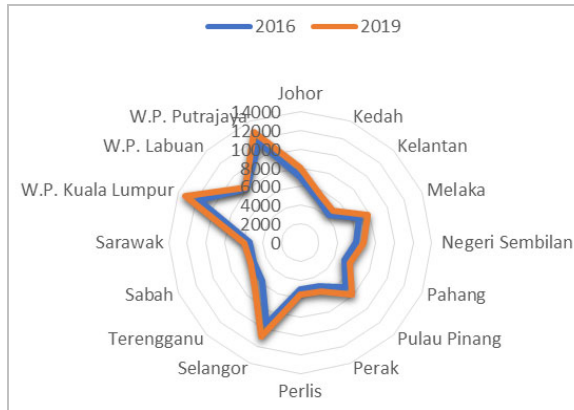 2016 2019
Johor
W.P. Putrajaya
14000
Kedah
12000
W.P. Labuan
10000
Kelantan
8000
W.P. Kuala Lumpur
6000
Melaka
4000
2000
Sarawak
0
Negeri Sembilan
Sabah
Pahang
Terengganu
Pulau Pinang
Selangor
Perak
Perlis